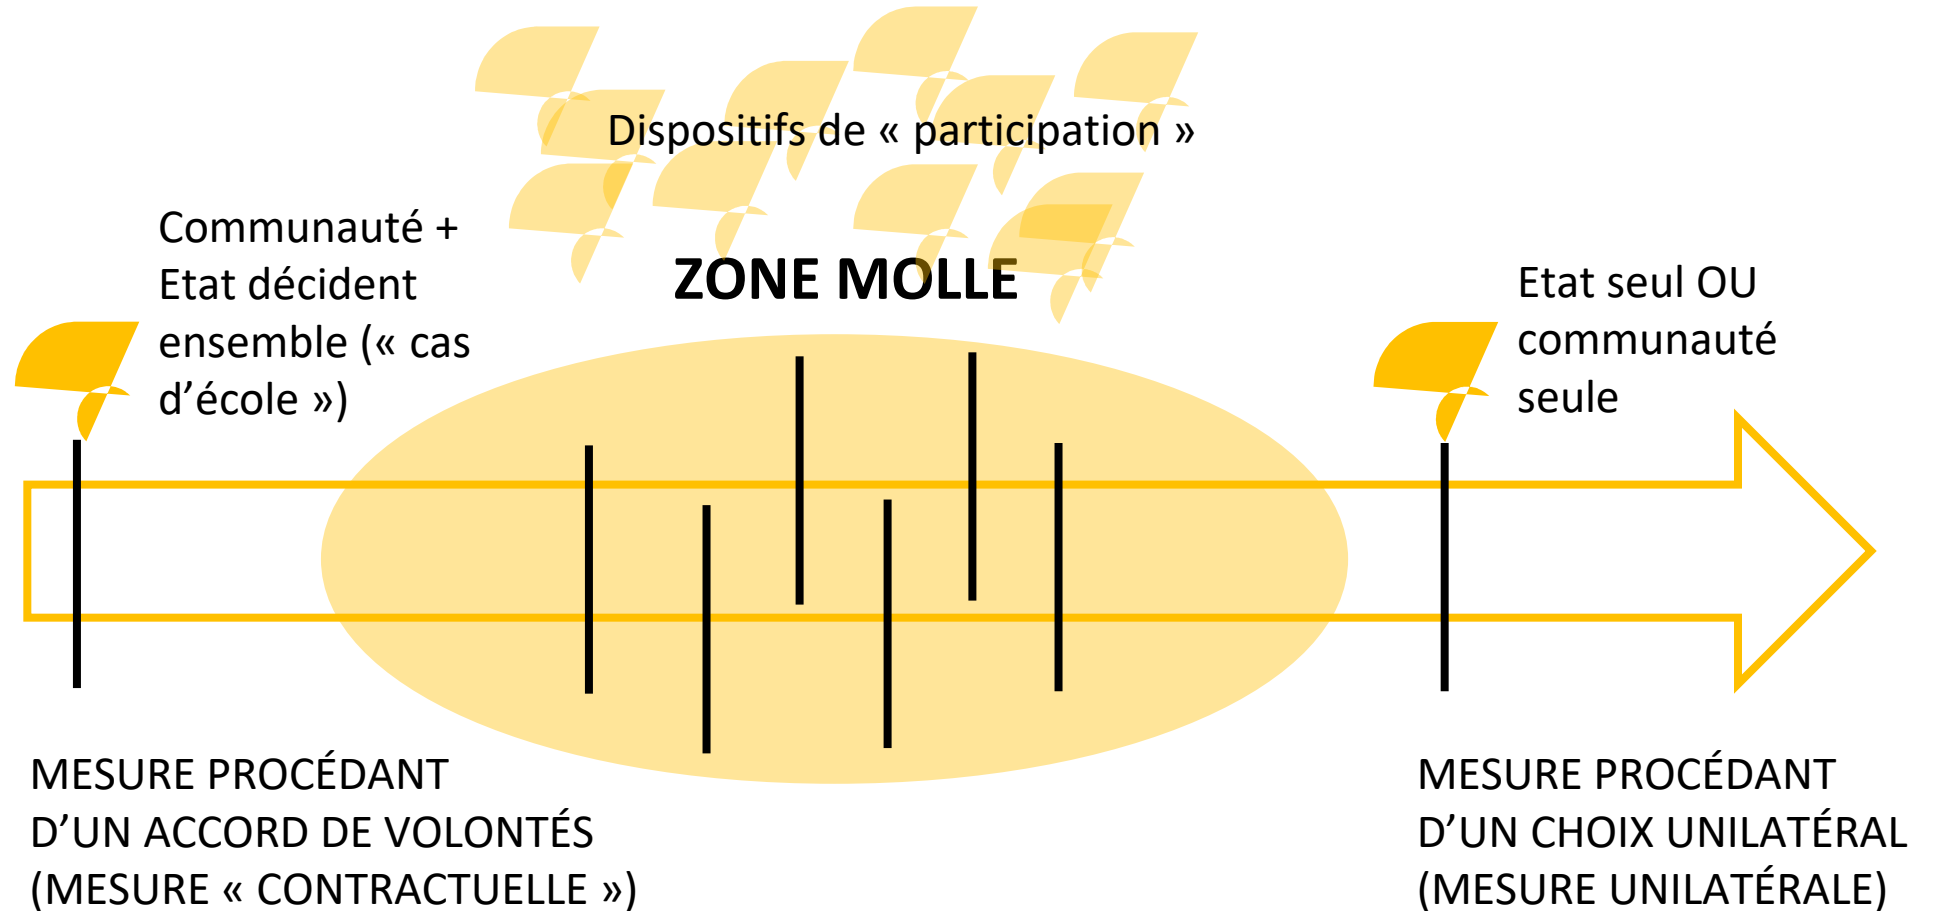 Dispositifs de « participation »
Communauté +
Etat décident
ensemble (« cas
d’école »)
ZONE MOLLE
Etat seul OU
communauté
seule
MESURE PROCÉDANT
D’UN ACCORD DE VOLONTÉS
(MESURE « CONTRACTUELLE »)
MESURE PROCÉDANT
D’UN CHOIX UNILATÉRAL
(MESURE UNILATÉRALE)